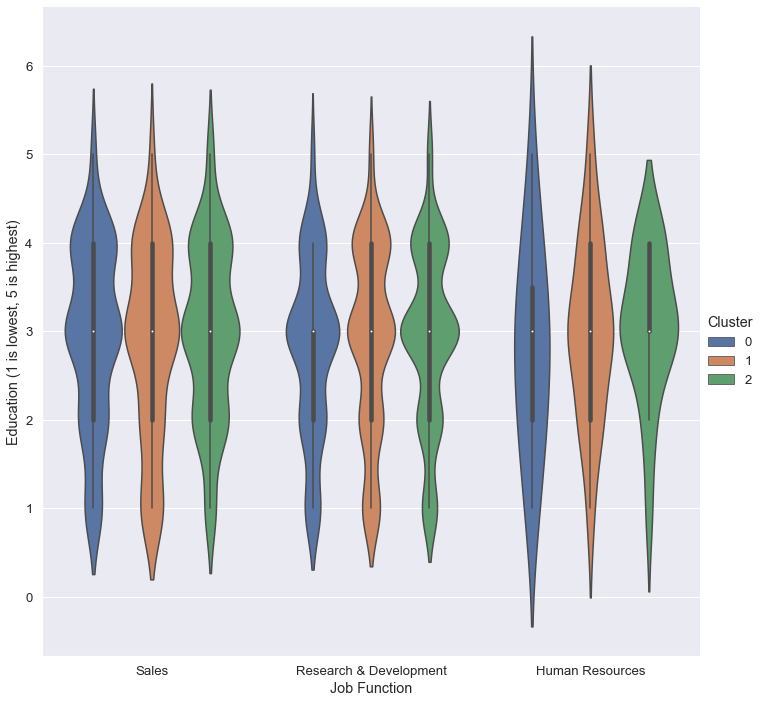 Education (1 is lowest, 5 is highest)
6
5
4
3
2
1
0
Sales
Research & Development
Human Resources
Job Function
Cluster
0
1
2